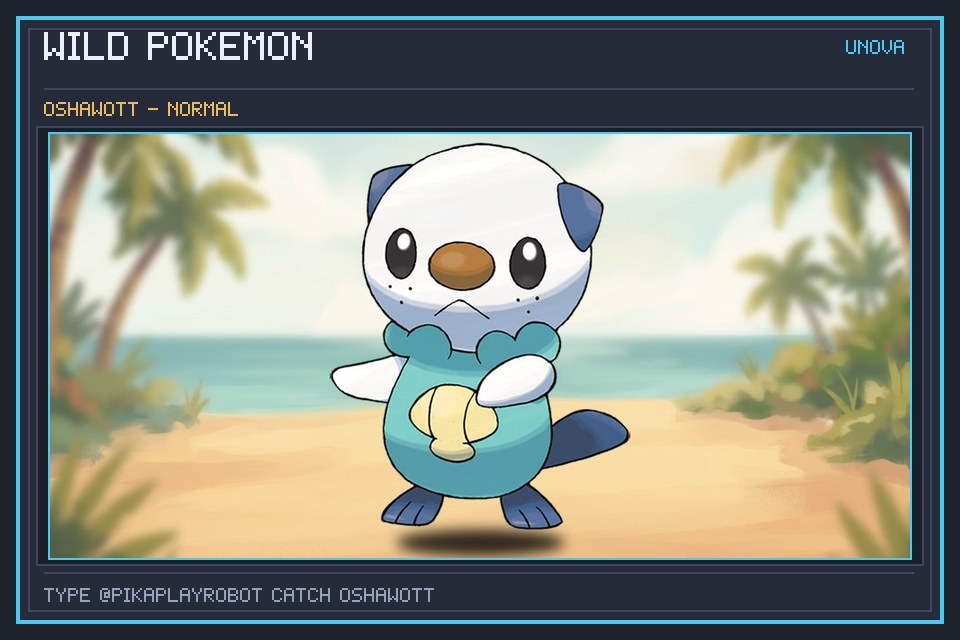 WILD POKEMON
UNOVA
OSHAWOTT - NORMAL
TYPE @PIKAPLAYROBOT CATCH OSHAWOTT